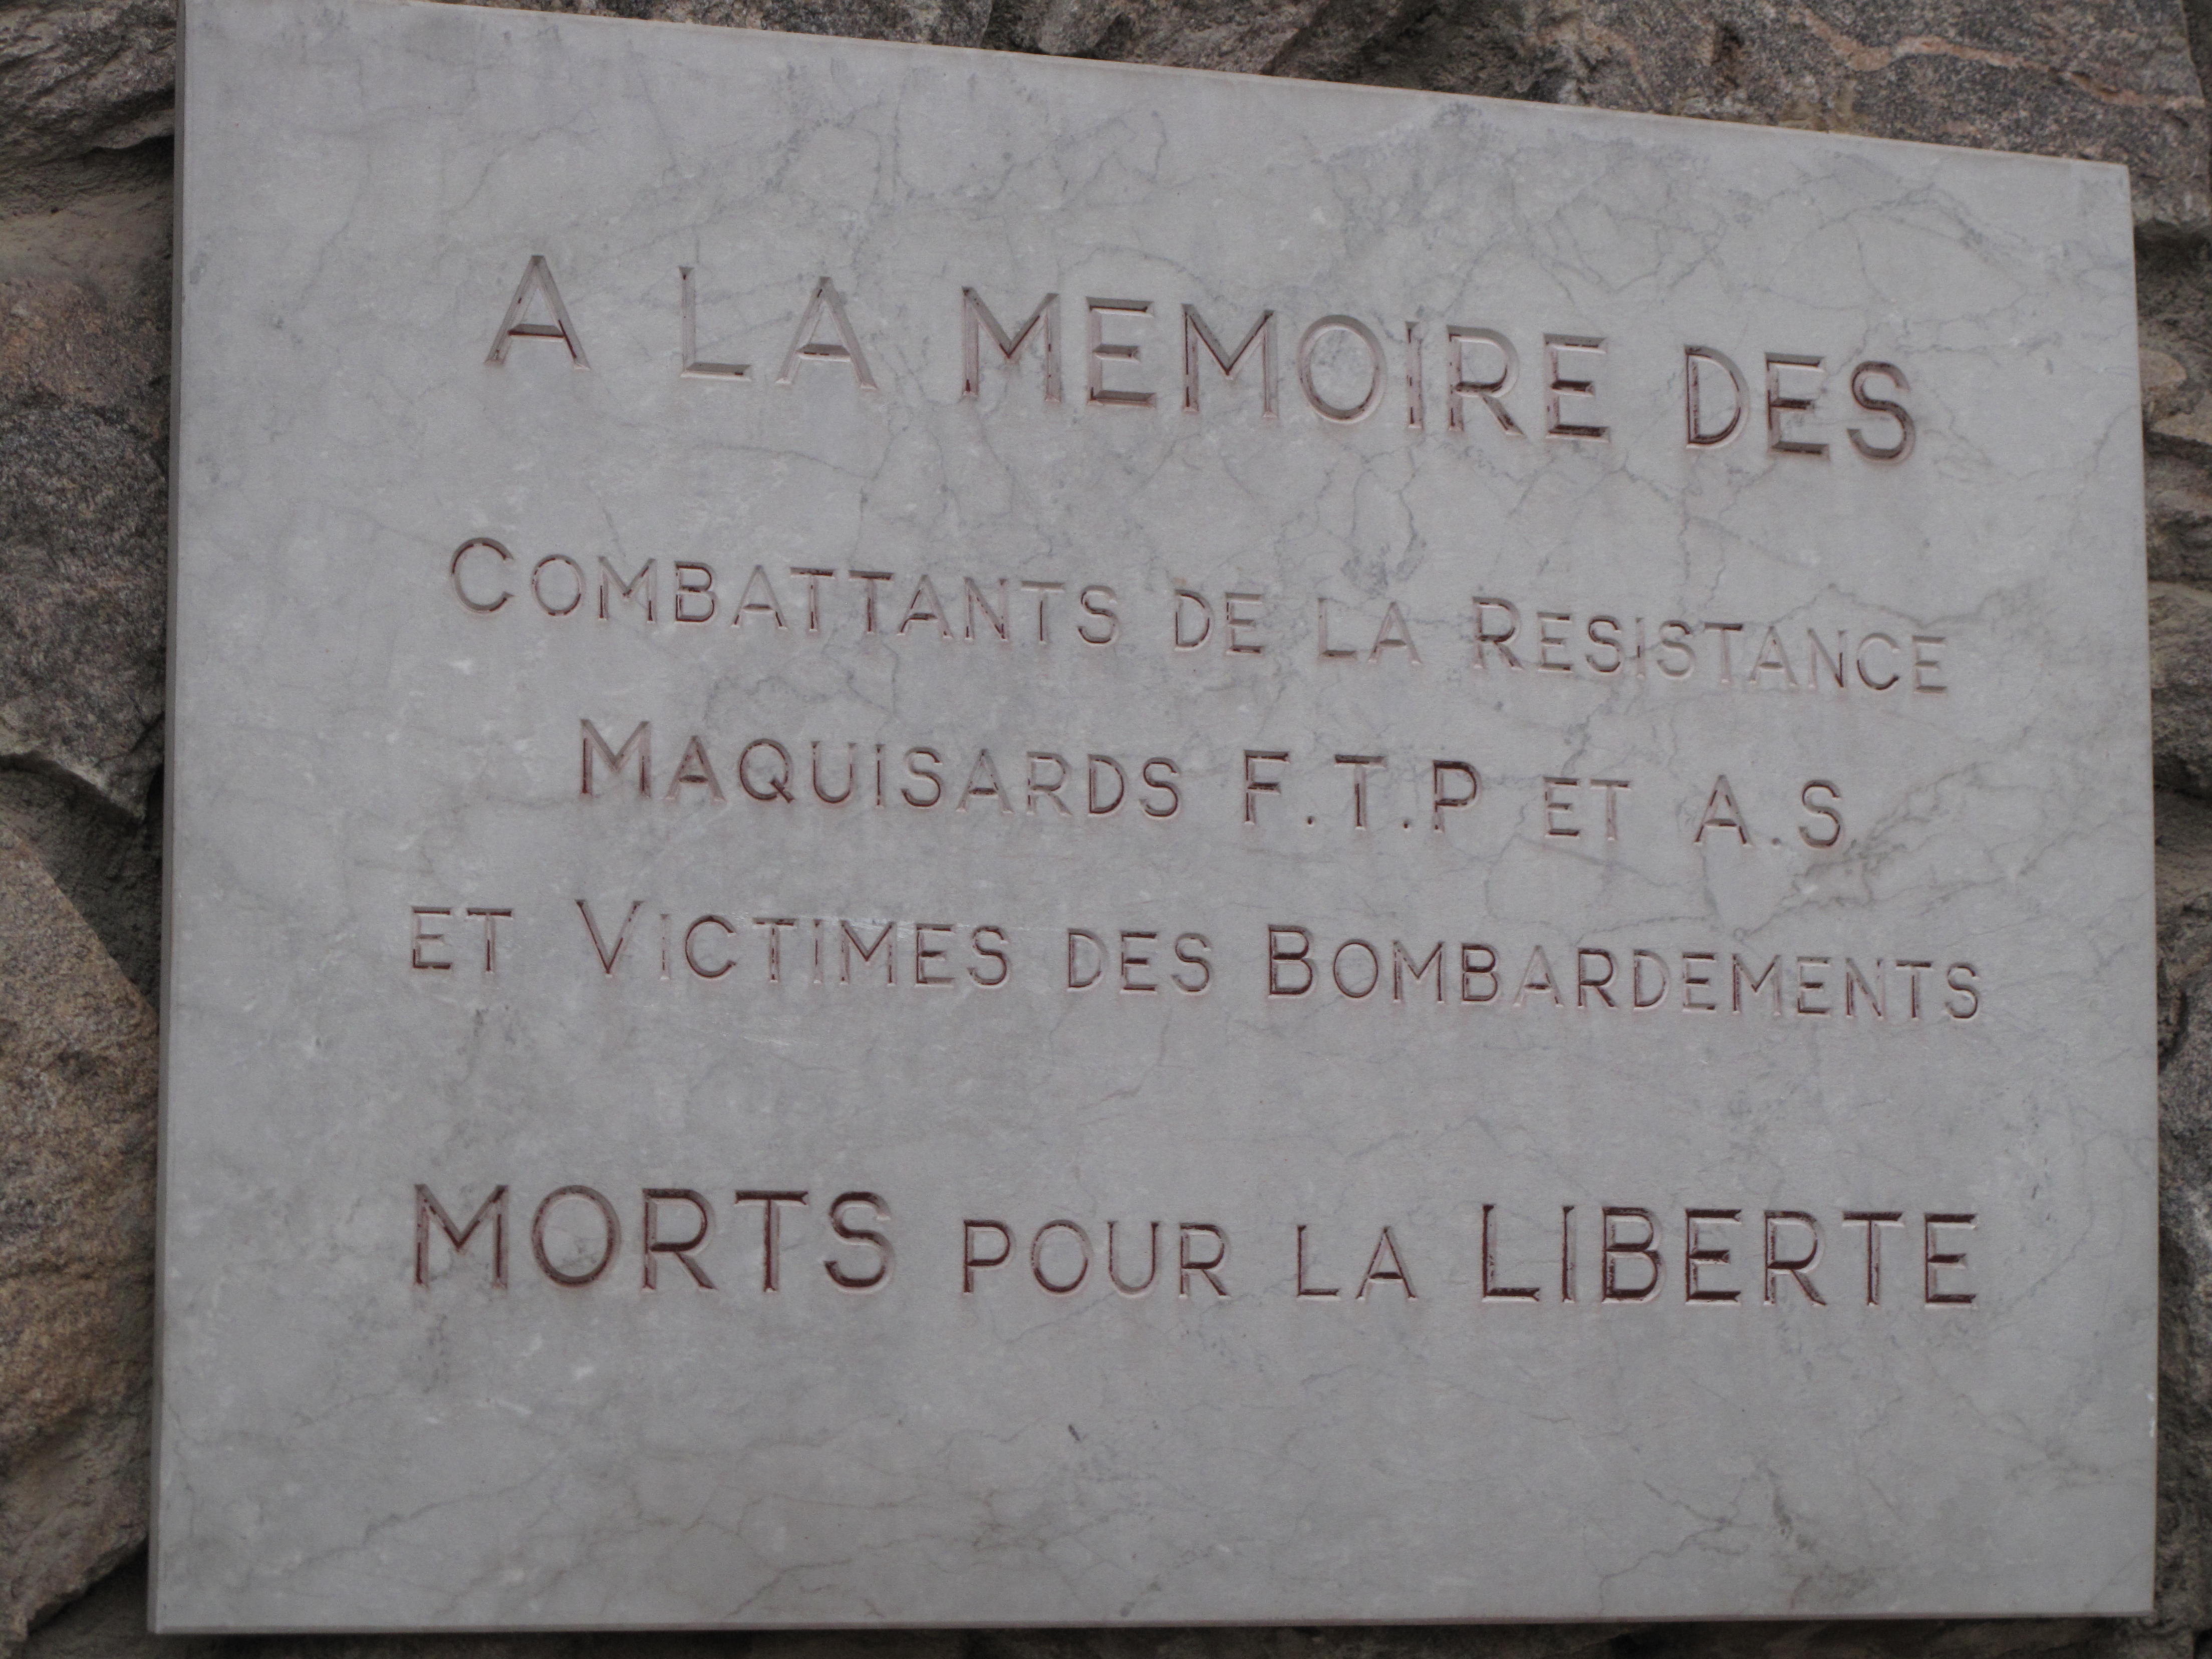 A LA MEMOIRE DES
COMBATTANTS DE LA RESISTANCE
MAQUISARDS F.T.P ET A.S
ET VICTIMES DES BOMBARDEMENTS
MORTS POUR LA LIBERTE